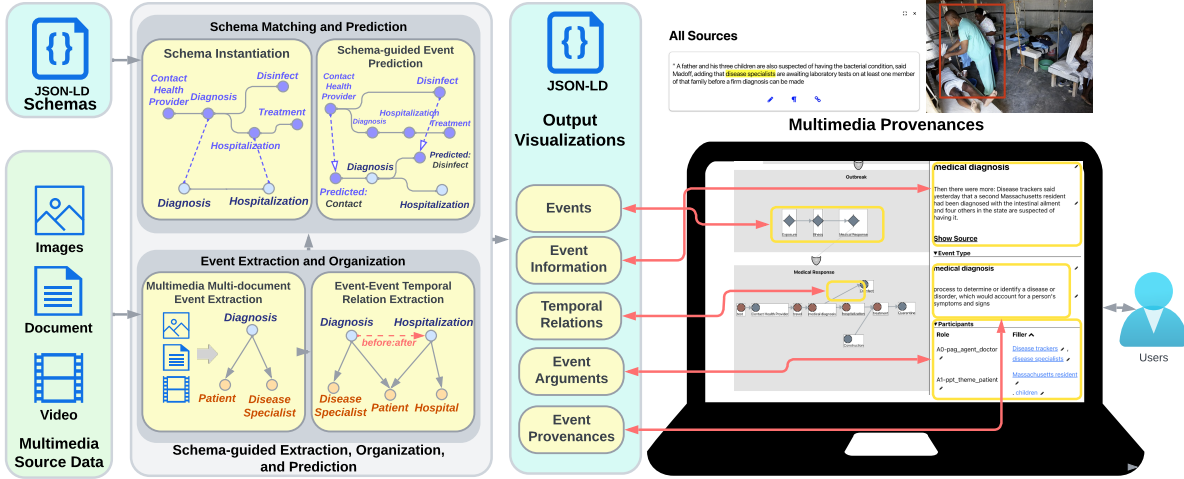 JSON-LD
Schemas
Images
Document
Video
Multimedia
Source Data
Schema Matching and Prediction
Schema Instantiation
Contact
Health
Provider
Diagnosis
Disinfect
Treatment
Hospitalization
Diagnosis
Hospitalization
Schema-guided Event
Prediction
Contact
Health
Provider
Disinfect
Diagnosis
Hospitalization
Treatment
Diagnosis
Predicted:
Disinfect
Predicted:
Contact
Hospitalization
Event Extraction and Organization
Multimedia Multi-document
Event Extraction
Diagnosis
Patient
Disease
Specialist
Event-Event Temporal
Relation Extraction
Diagnosis
Hospitalization
before:after
Disease
Specialist
Patient
Hospital
Schema-guided Extraction, Organization,
and Prediction
JSON-LD
Output
Visualizations
Events
Event
Information
Temporal
Relations
Event
Arguments
Event
Provenances
All Sources
" A father and his three children are also suspected of having the bacterial condition, said
Madoff, adding that disease specialists are awaiting laboratory tests on at least one member
of that family before a firm diagnosis can be made
Multimedia Provenances
Outbreak
Exposure
Illness
Medical Response
Medical Response
medical diagnosis
Then there were more: Disease trackers said
yesterday that a second Massachusetts resident
had been diagnosed with the intestinal ailment
and four others in the state are suspected of
having it.
Show Source
▾Event Type
medical diagnosis
process to determine or identify a disease or
disorder, which would account for a person's
symptoms and signs
▾Participants
Role
Filler
A0-pag_agent_doctor
Disease trackers ,
disease specialists
A1-ppt_theme_patient
Massachusetts resident
, children
Users